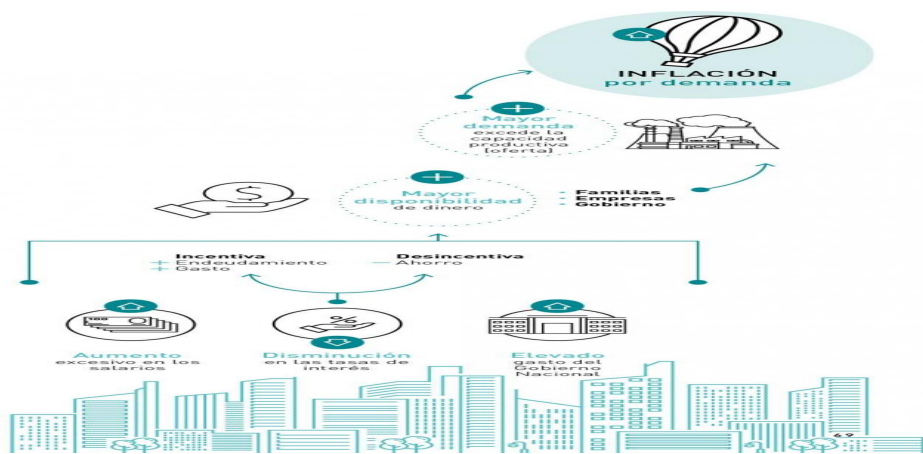 INFLACIÓN
por demanda
Mayor
demanda
excede la
capacidad
productiva
(oferta)
Mayor
disponibilidad
de dinero
• Familias
• Empresas
• Gobierno
Incentiva
+ Endeudamiento
+ Gasto
Desincentiva
— Ahorro
Aumento
excesivo en los
salarios
Disminución
en las tasas de
interés
Elevado
gasto del
Gobierno
Nacional
69